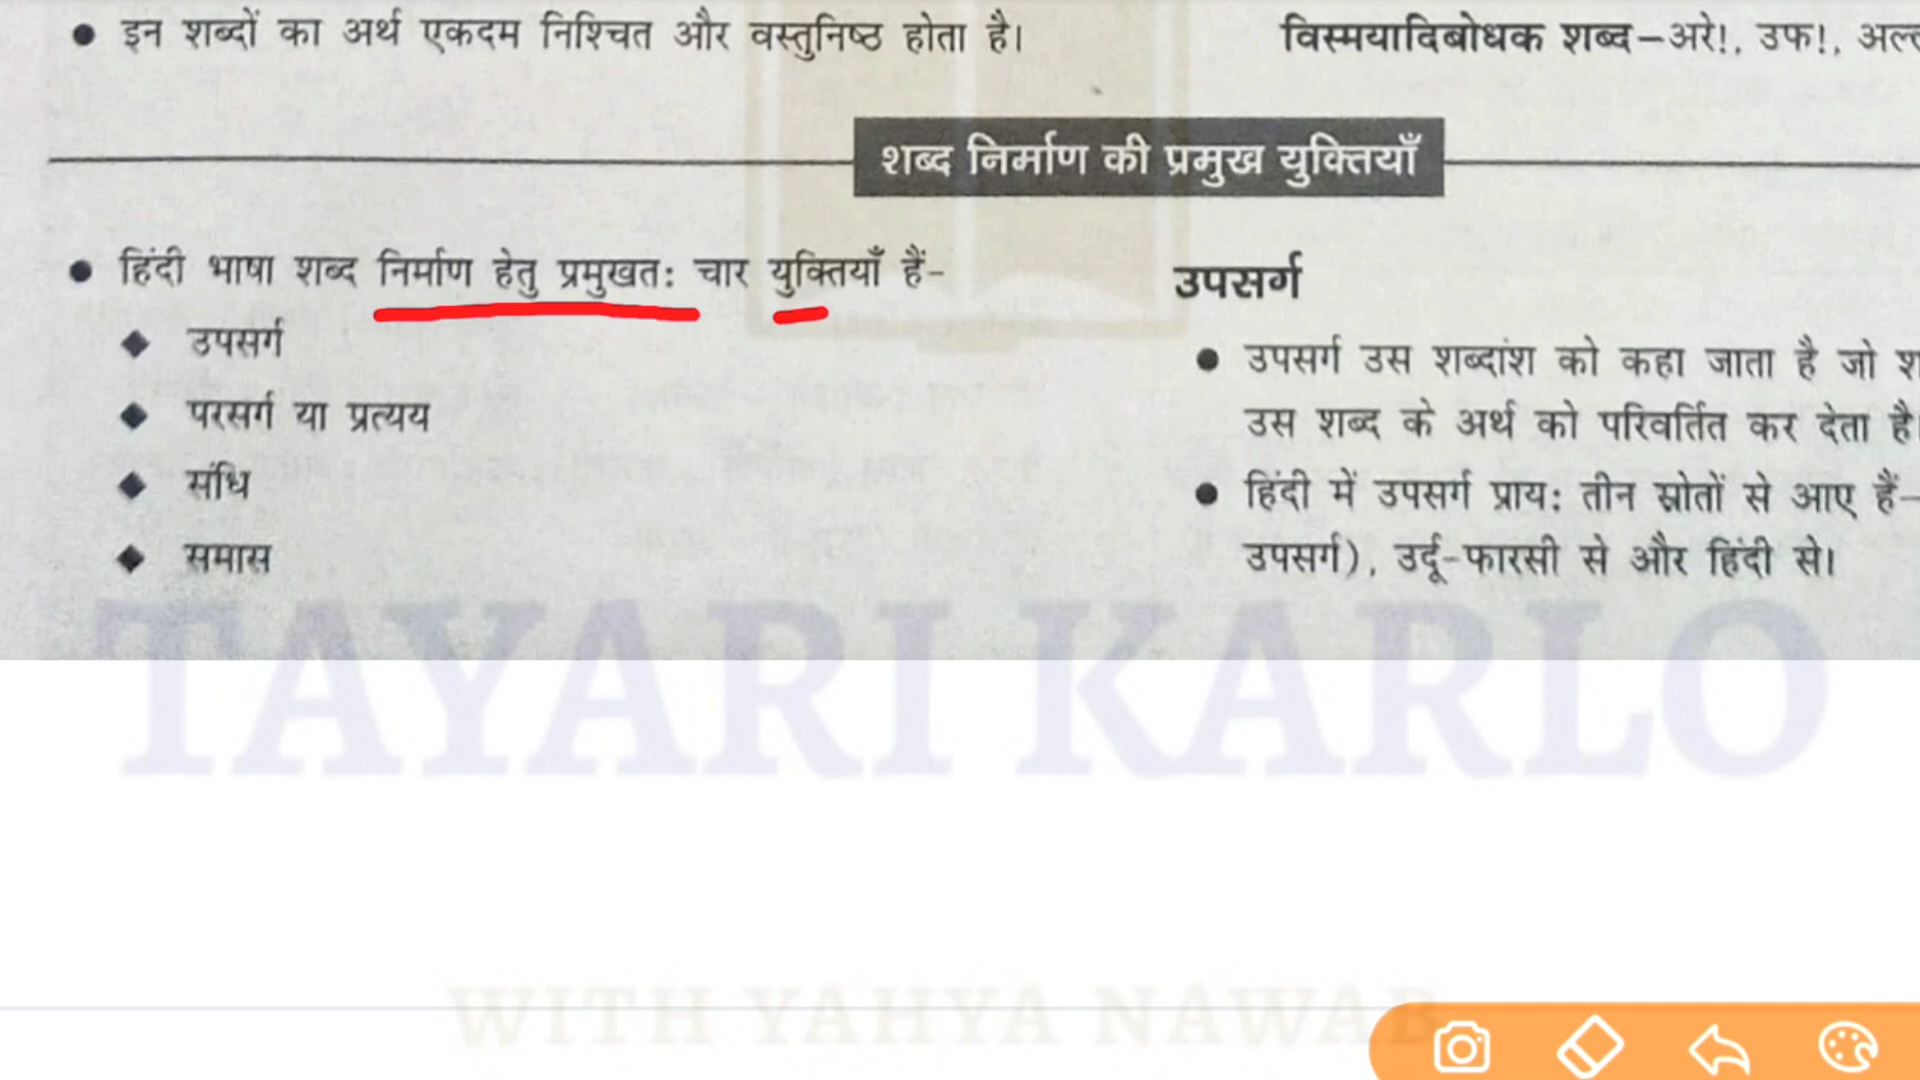 इन शब्दों का अर्थ एकदम निश्चित और वस्तुनिष्ठ होता है।
विस्मयादिबोधक शब्द–अरे!, उफ!,
शब्द निर्माण की प्रमुख युक्तियाँ
हिंदी भाषा शब्द निर्माण हेतु प्रमुखतः चार युक्तियाँ हैं-
उपसर्ग
परसर्ग या प्रत्यय
संधि
समास
उपसर्ग
उपसर्ग उस शब्दांश को कहा जाता है जो
उस शब्द के अर्थ को परिवर्तित कर देता है।
हिंदी में उपसर्ग प्राय: तीन स्रोतों से आए हैं–
उपसर्ग), उर्दू-फारसी से और हिंदी से।
TAYARI KARLO
WITH YAHYA NAWAB